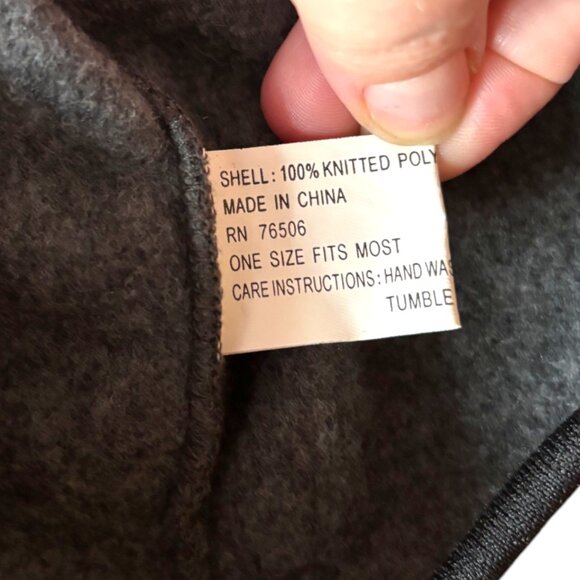 SHELL: 100% KNITTED POLY
MADE IN CHINA
RN 76506
ONE SIZE FITS MOST
CARE INSTRUCTIONS: HAND WAS
TUMBLE